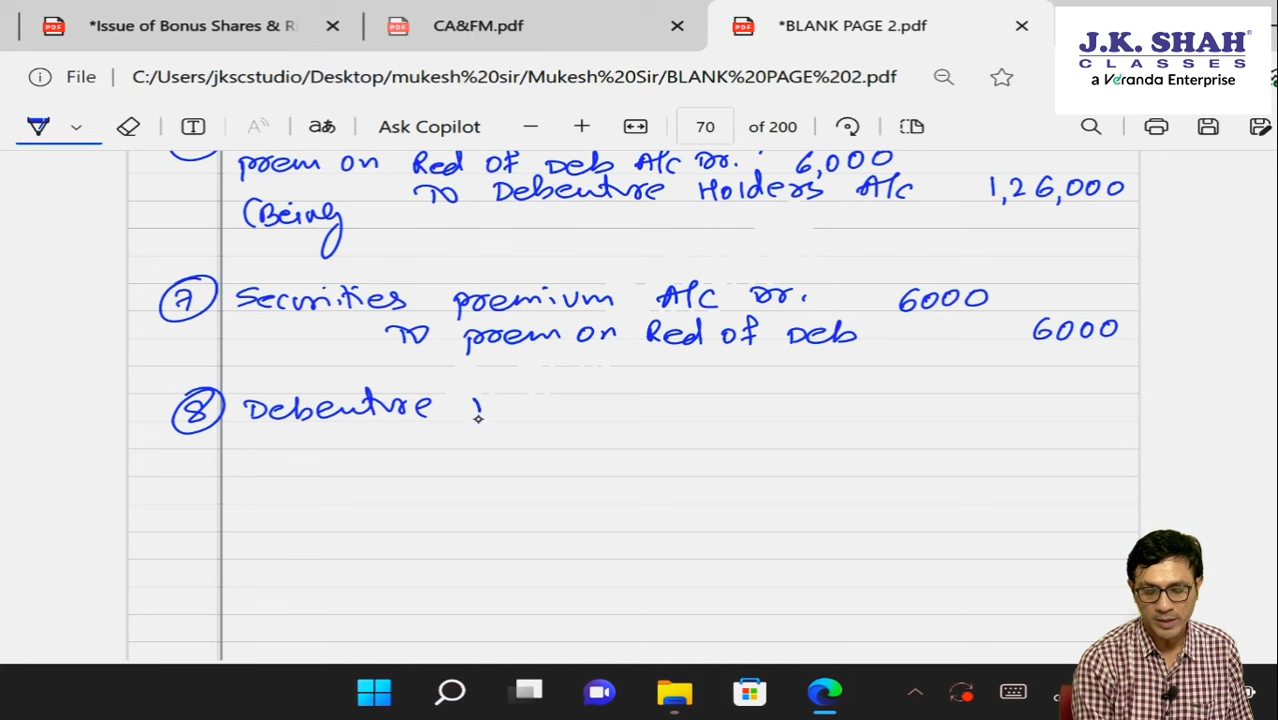 *Issue of Bonus Shares & Ri
CA&FM.pdf
*BLANK PAGE 2.pdf
J.K. SHAH®
CLASSES
a Veranda Enterprise
File
C:/Users/jkscstudio/Desktop/mukesh%20sir/Mukesh%20Sir/BLANK%20PAGE%202.pdf
aあ
Ask Copilot
70
of 200
prem on Red of Deb A/c Dr. 6,000
To Debenture Holders A/c 1,26,000
(Being
7 Securities premium A/c Dr. 6000
To prem on Red of Deb 6000
8 Debenture